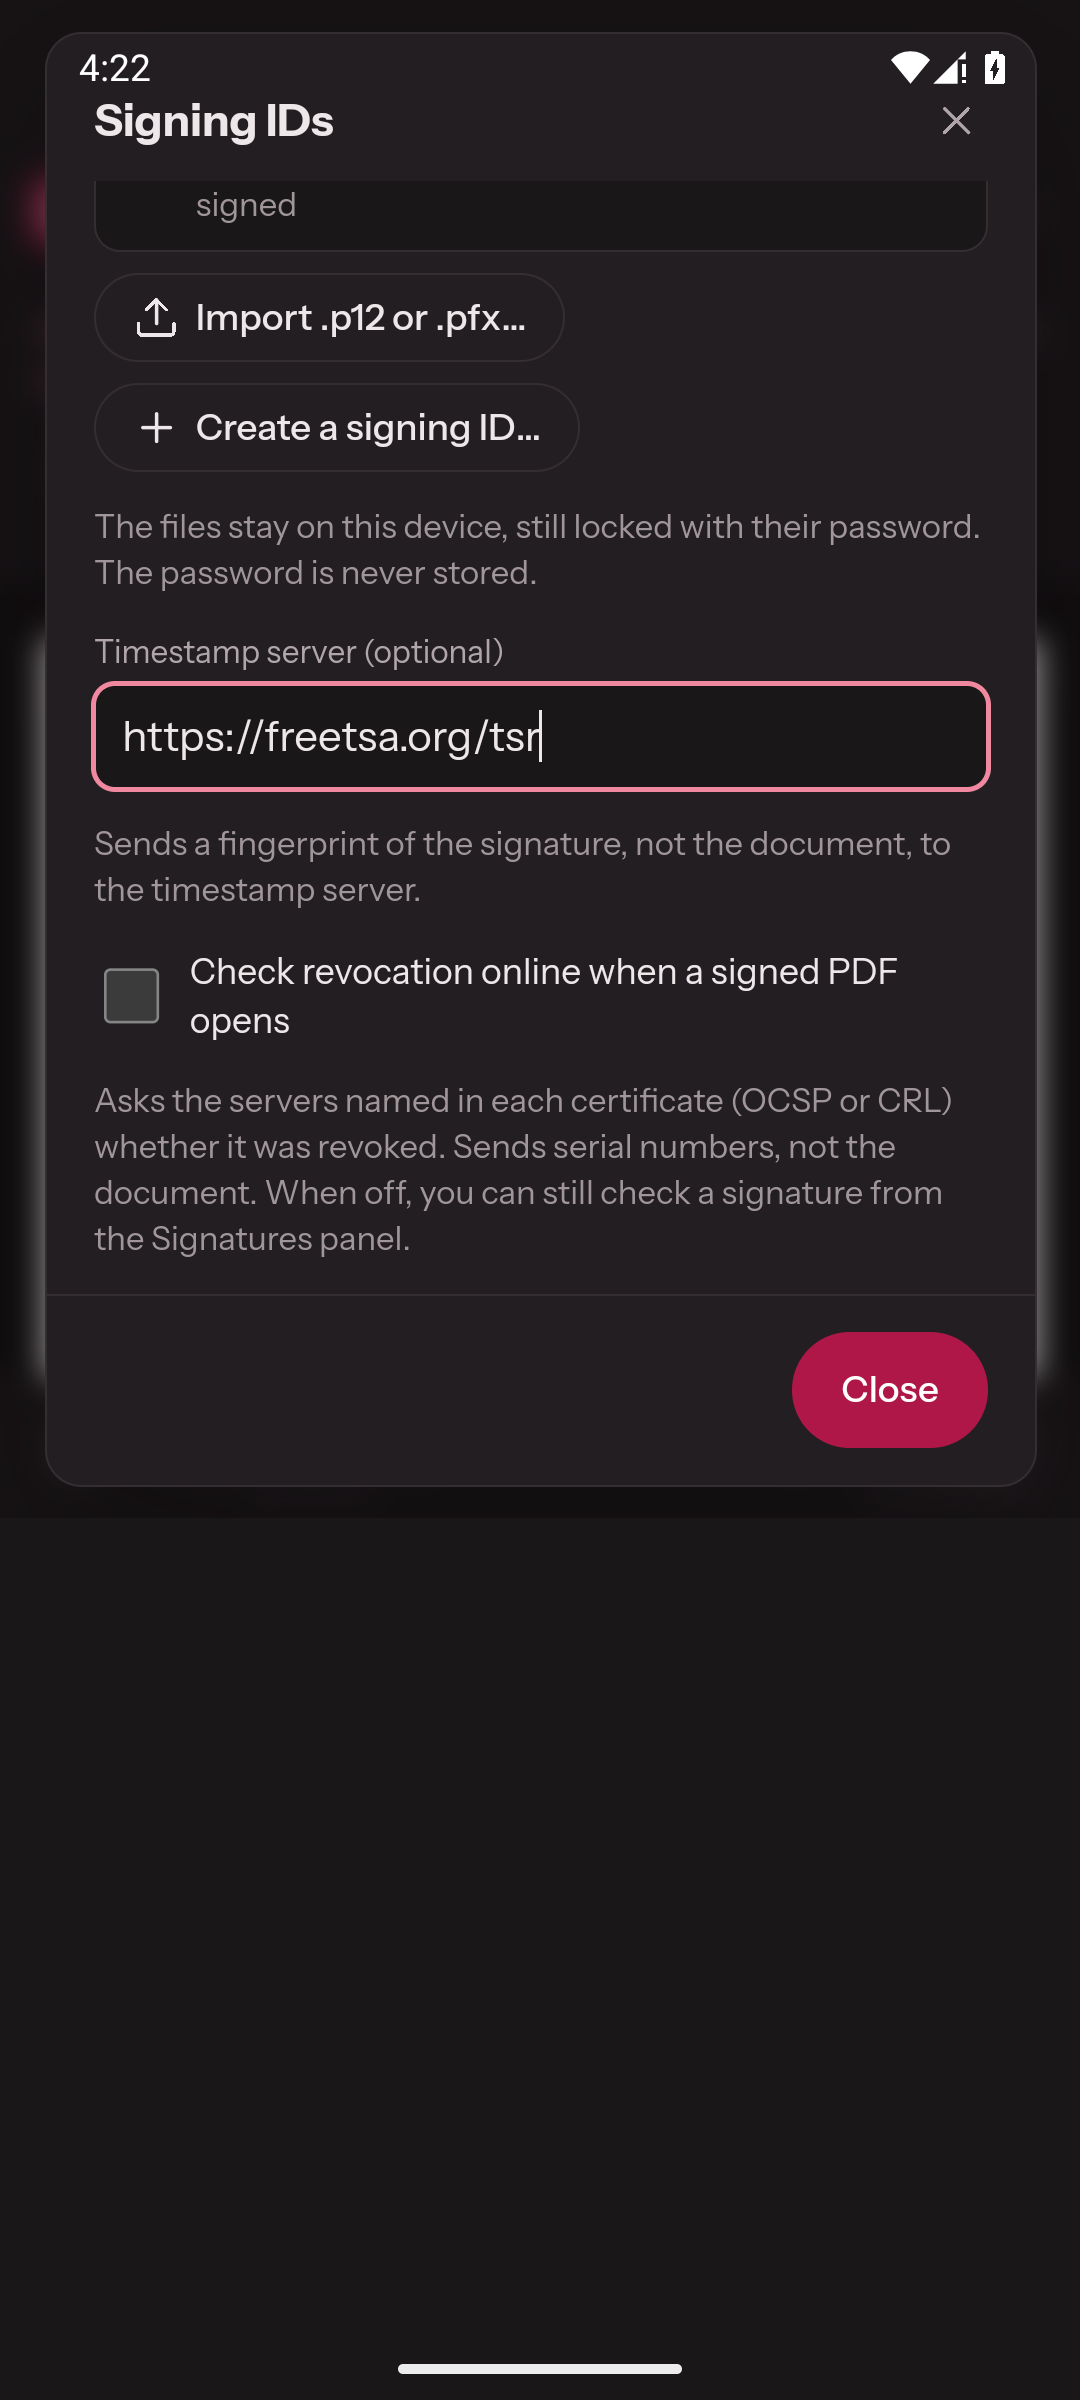 4:22
Signing IDs
signed
Import .p12 or .pfx...
Create a signing ID...
The files stay on this device, still locked with their password.
The password is never stored.
Timestamp server (optional)
https://freetsa.org/tsr
Sends a fingerprint of the signature, not the document, to
the timestamp server.
Check revocation online when a signed PDF
opens
Asks the servers named in each certificate (OCSP or CRL)
whether it was revoked. Sends serial numbers, not the
document. When off, you can still check a signature from
the Signatures panel.
Close